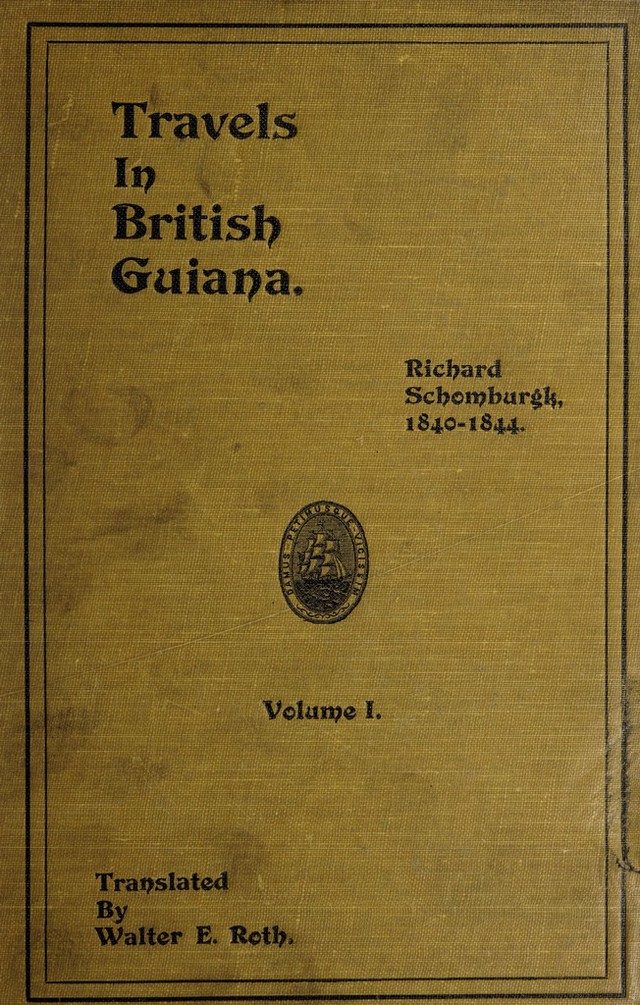 Travels
In
British
Guiana.
Richard
Schomburgk,
1840-1844.
DAMUS · PETIMUSQUE · VICISSIM
Volume I.
Translated
By
Walter E. Roth.